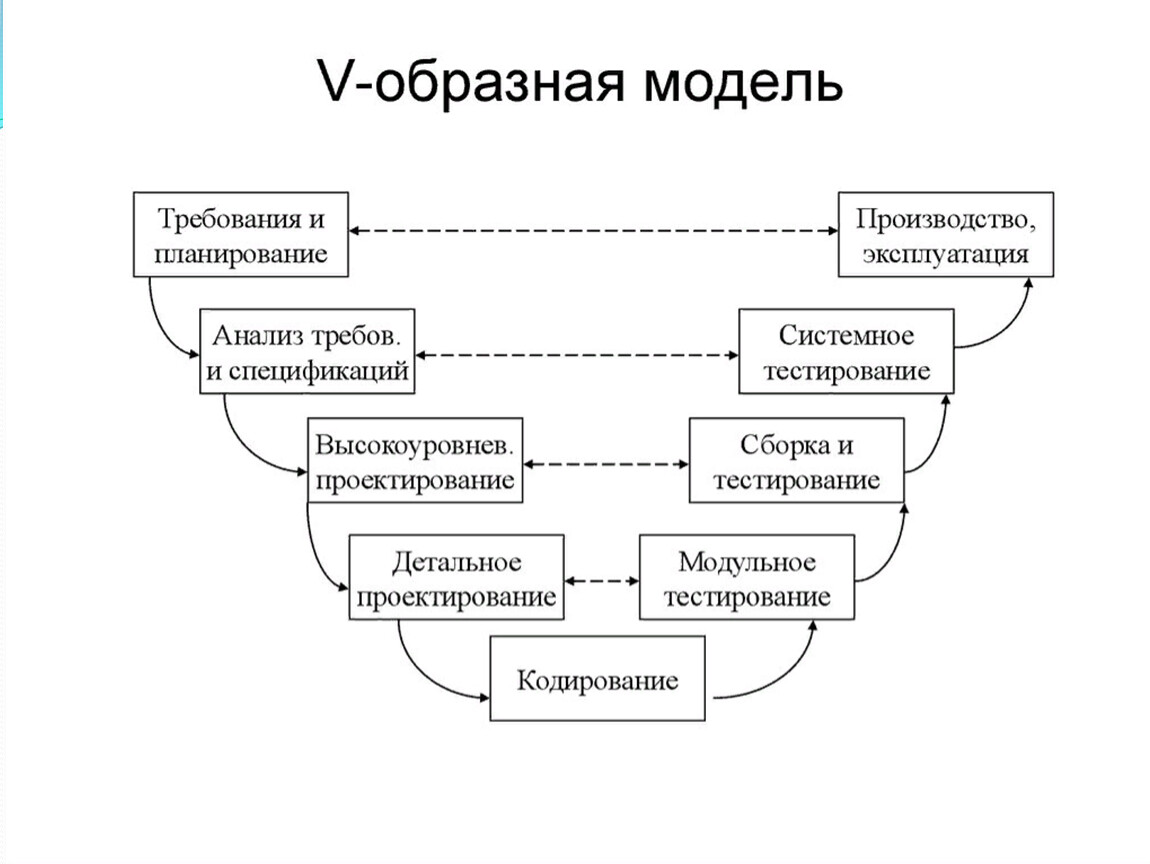 V-образная модель
Требования и
планирование
Производство,
эксплуатация
Анализ требов.
и спецификаций
Системное
тестирование
Высокоуровнев.
проектирование
Сборка и
тестирование
Детальное
проектирование
Модульное
тестирование
Кодирование